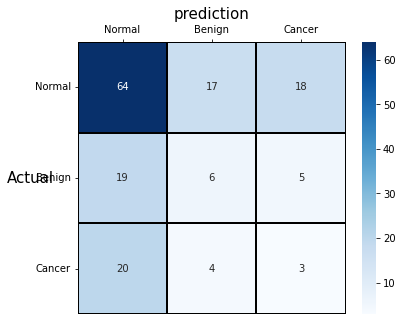 prediction
Normal Benign Cancer
Normal 64 17 18
Actual Benign 19 6 5
Cancer 20 4 3
60
50
40
30
20
10